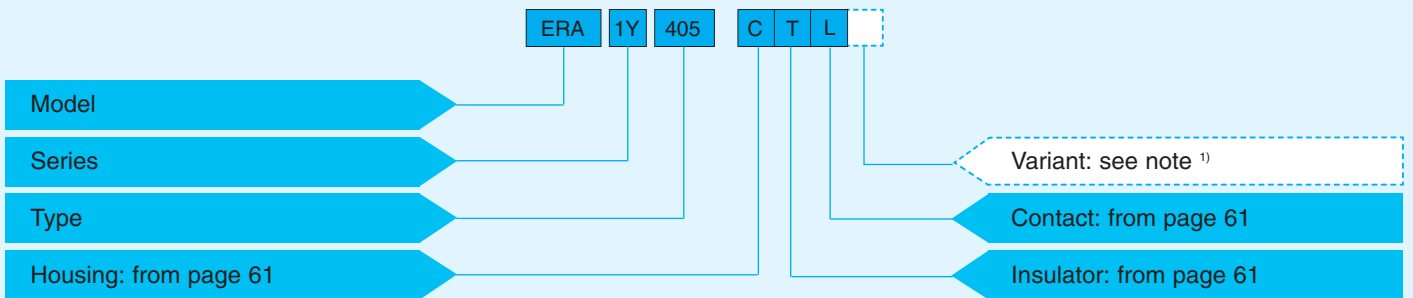 ERA 1Y 405 C T L
Model
Series
Variant: see note ¹⁾
Type
Contact: from page 61
Housing: from page 61
Insulator: from page 61